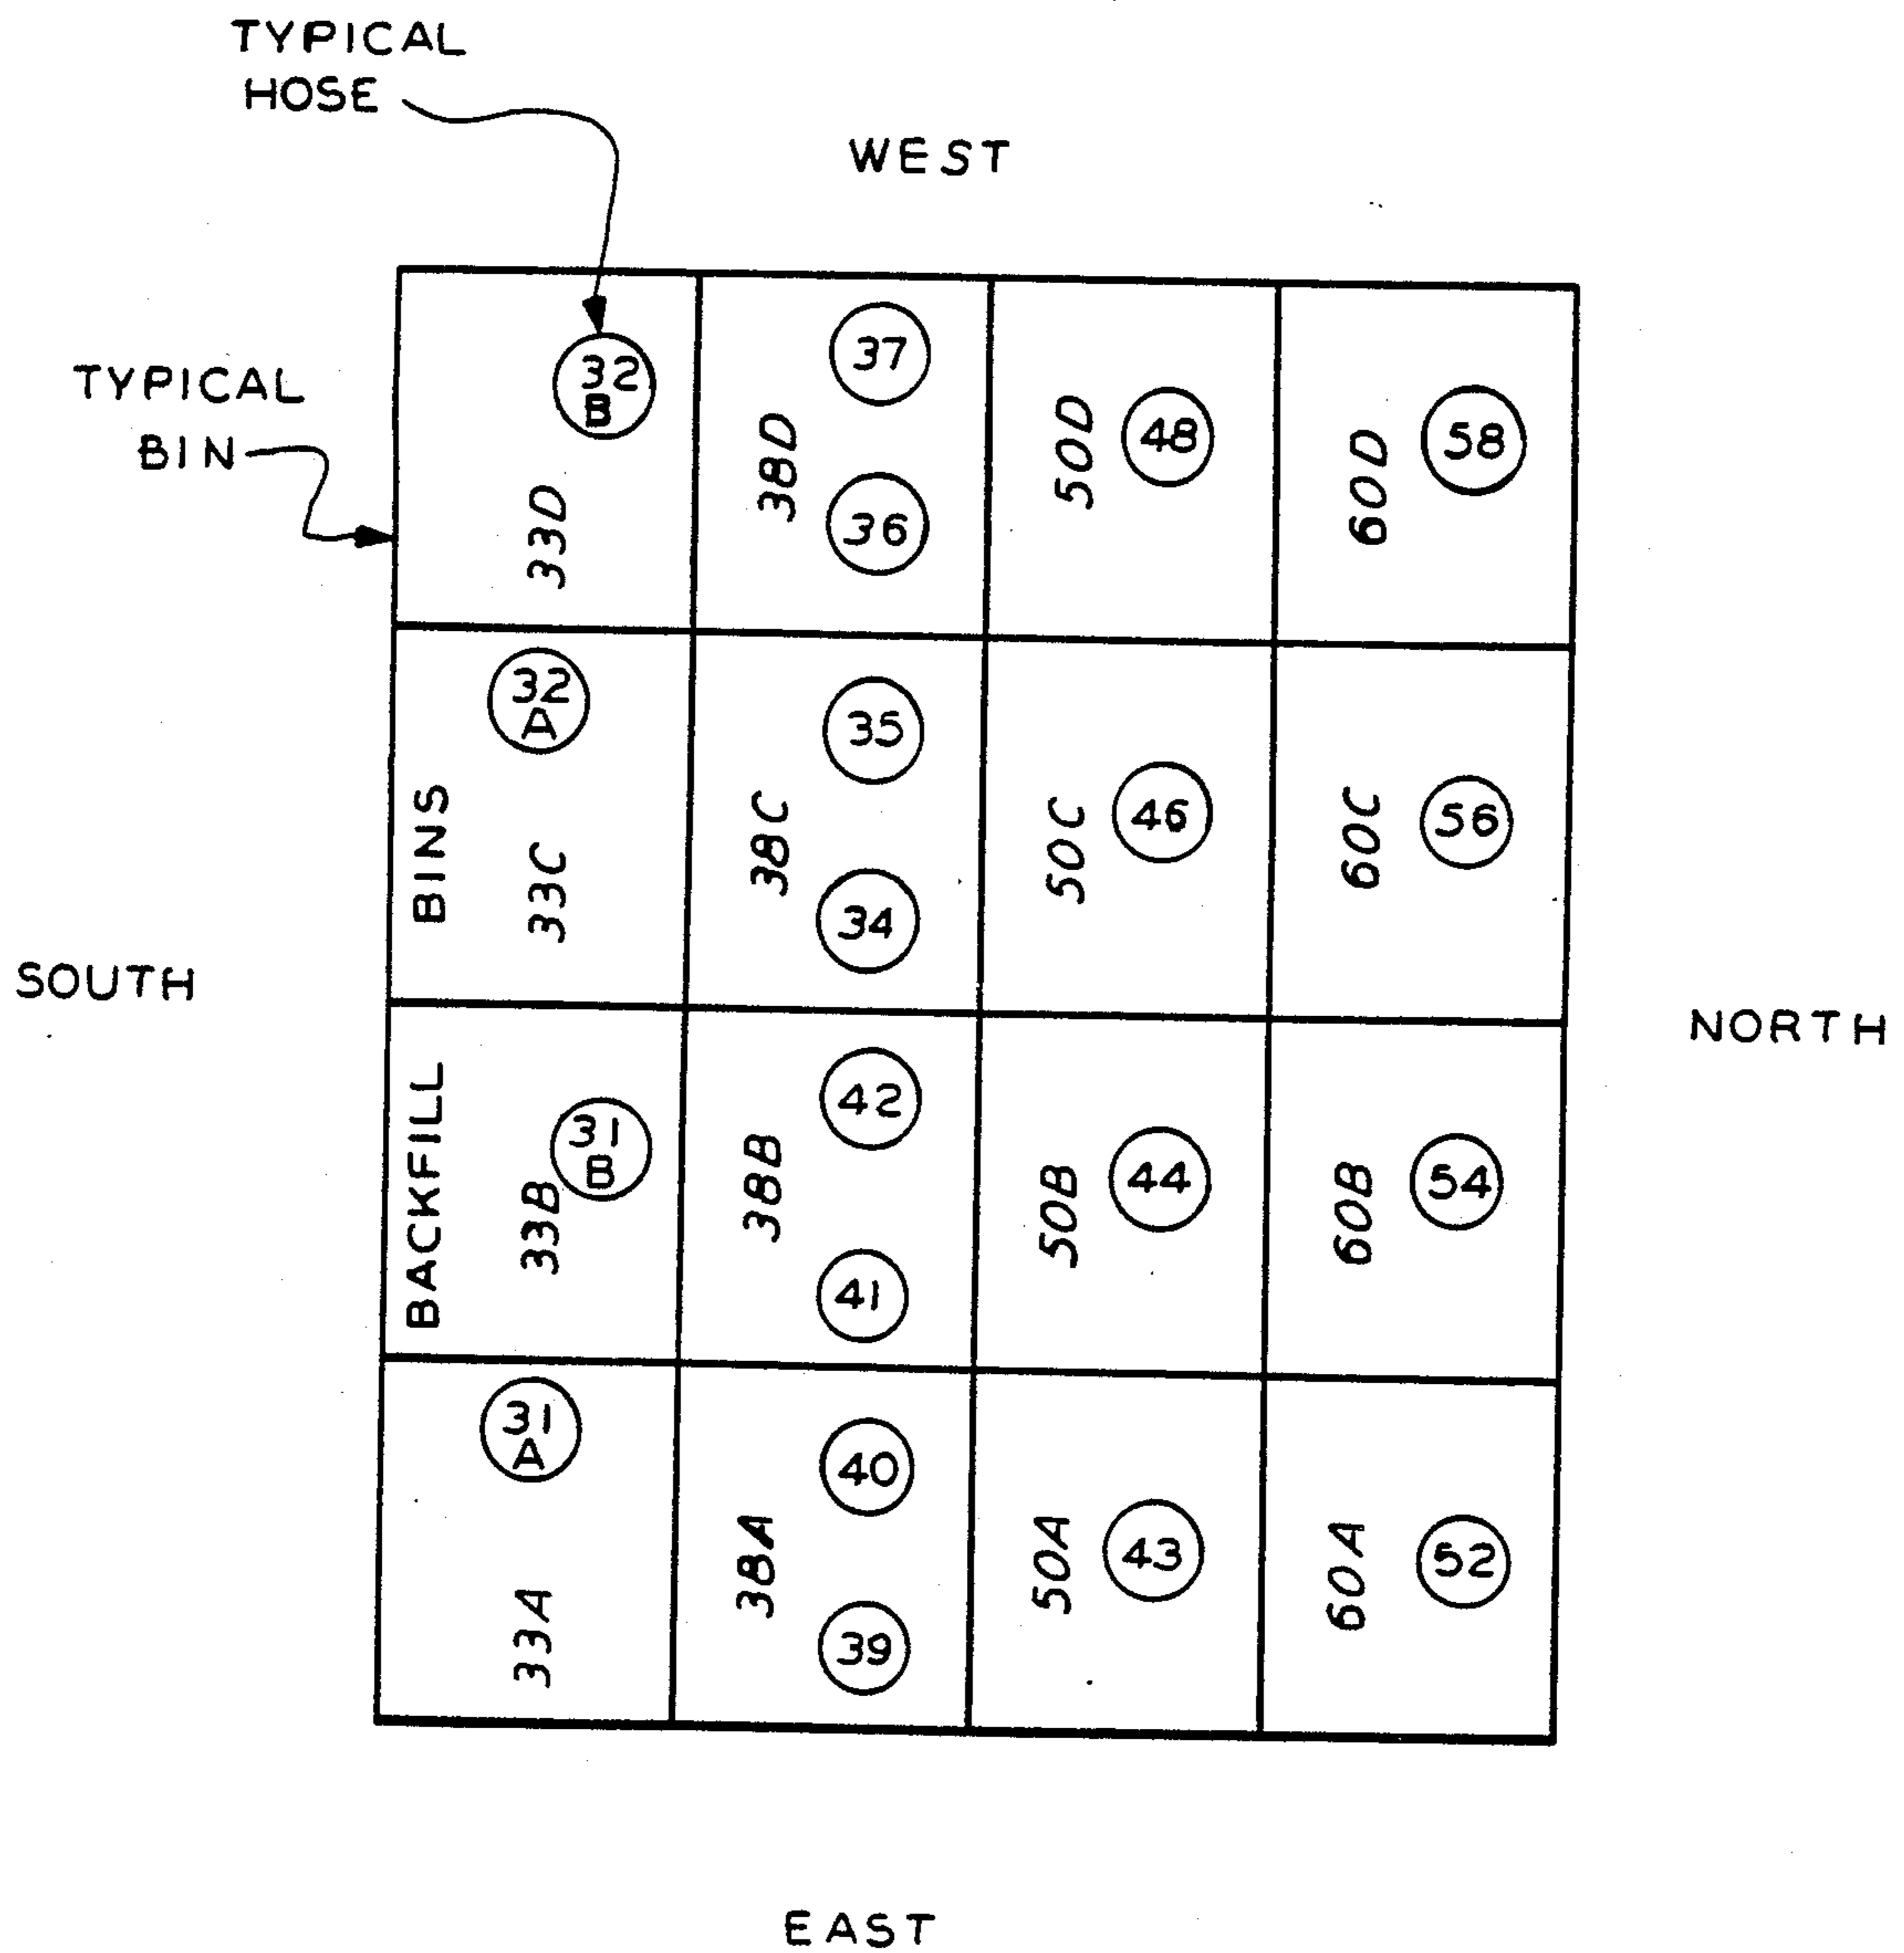 TYPICAL
HOSE
WEST
TYPICAL
BIN
32
B
33D
38D
37
36
50D
48
60D
58
BINS
32
A
33C
38C
35
34
50C
46
60C
56
SOUTH
NORTH
BACKFILL
31
B
33B
38B
42
41
50B
44
60B
54
31
A
33A
38A
40
39
50A
43
60A
52
EAST